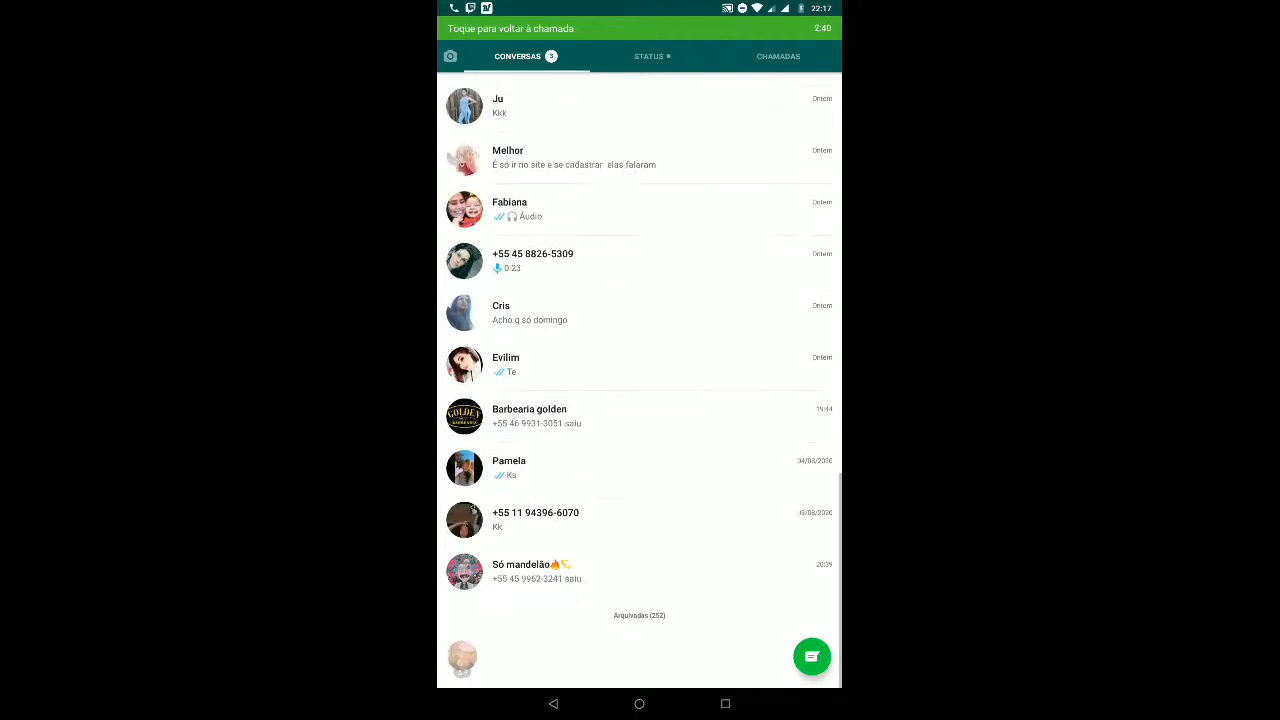 22:17
Toque para voltar à chamada 2:40
CONVERSAS 3 STATUS CHAMADAS
Ju Ontem
Kkk
Melhor Ontem
É só ir no site e se cadastrar elas falaram
Fabiana Ontem
Áudio
+55 45 8826-5309 Ontem
0:23
Cris Ontem
Acho q só domingo
Evilim Ontem
Te
Barbearia golden 19:44
+55 46 9931-3051 saiu
GOLDEN
Pamela 04/08/2020
Ks
+55 11 94396-6070
Kk
Só mandelão🔥💫 20:39
+55 45 9962-3241 saiu
Arquivadas (252)